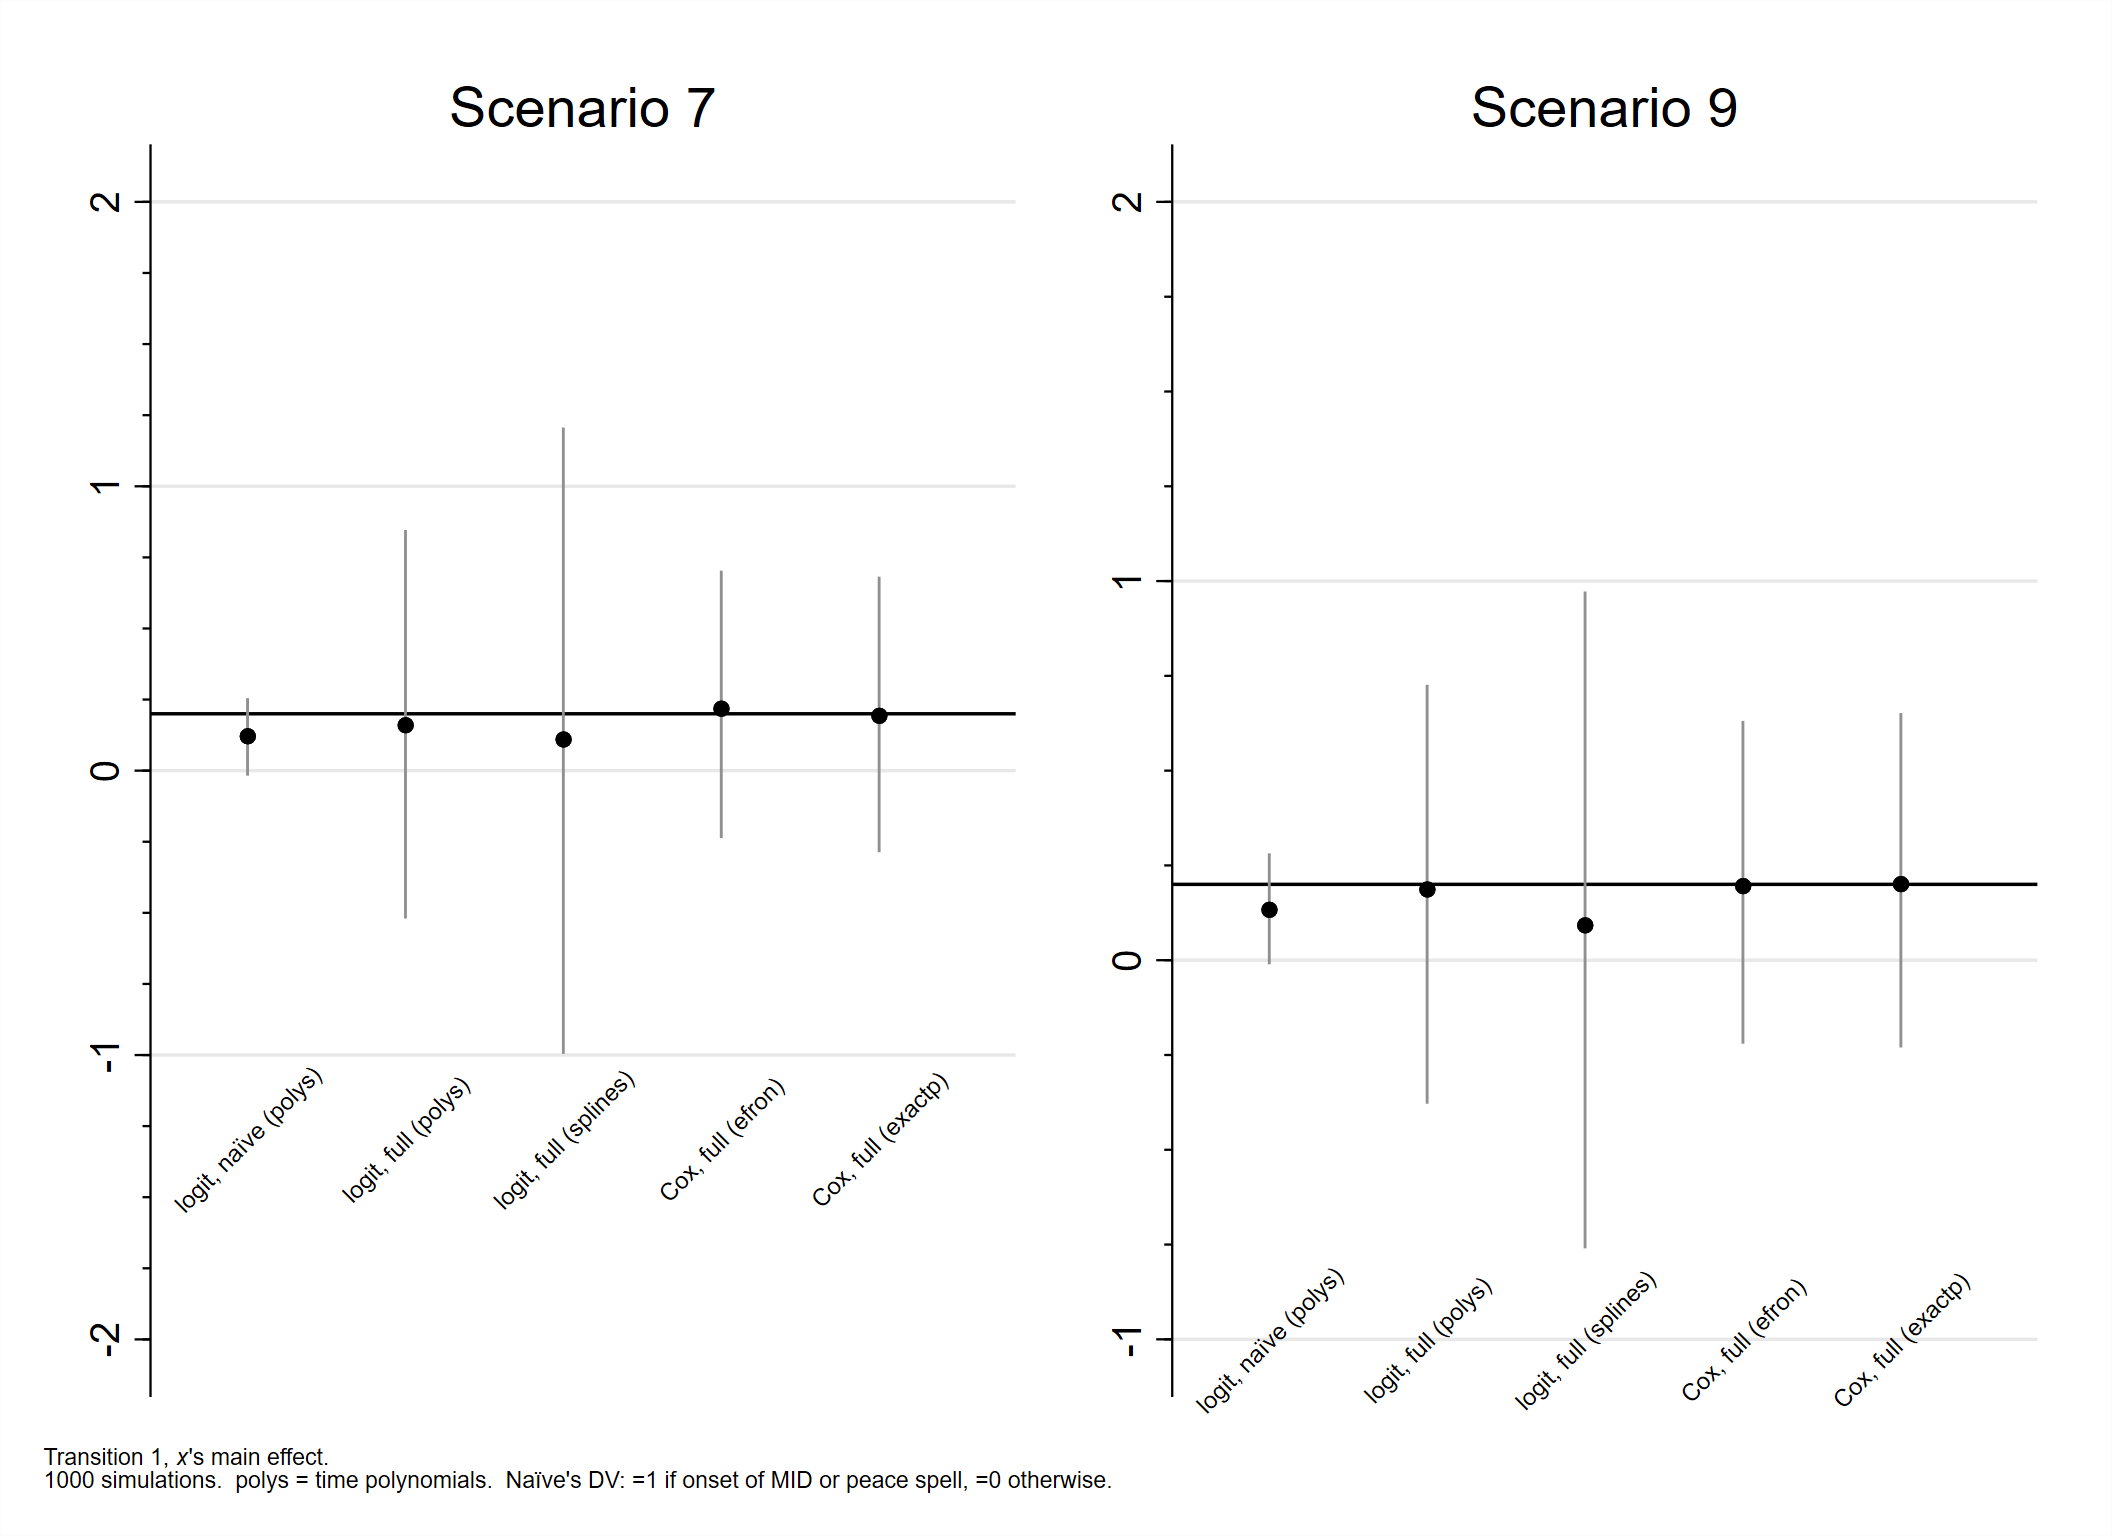 Scenario 7
2
1
0
-1
-2
logit, naïve (polys)
logit, full (polys)
logit, full (splines)
Cox, full (efron)
Cox, full (exactp)
Scenario 9
2
1
0
-1
logit, naïve (polys)
logit, full (polys)
logit, full (splines)
Cox, full (efron)
Cox, full (exactp)
Transition 1, x's main effect.
1000 simulations.  polys = time polynomials.  Naïve's DV: =1 if onset of MID or peace spell, =0 otherwise.